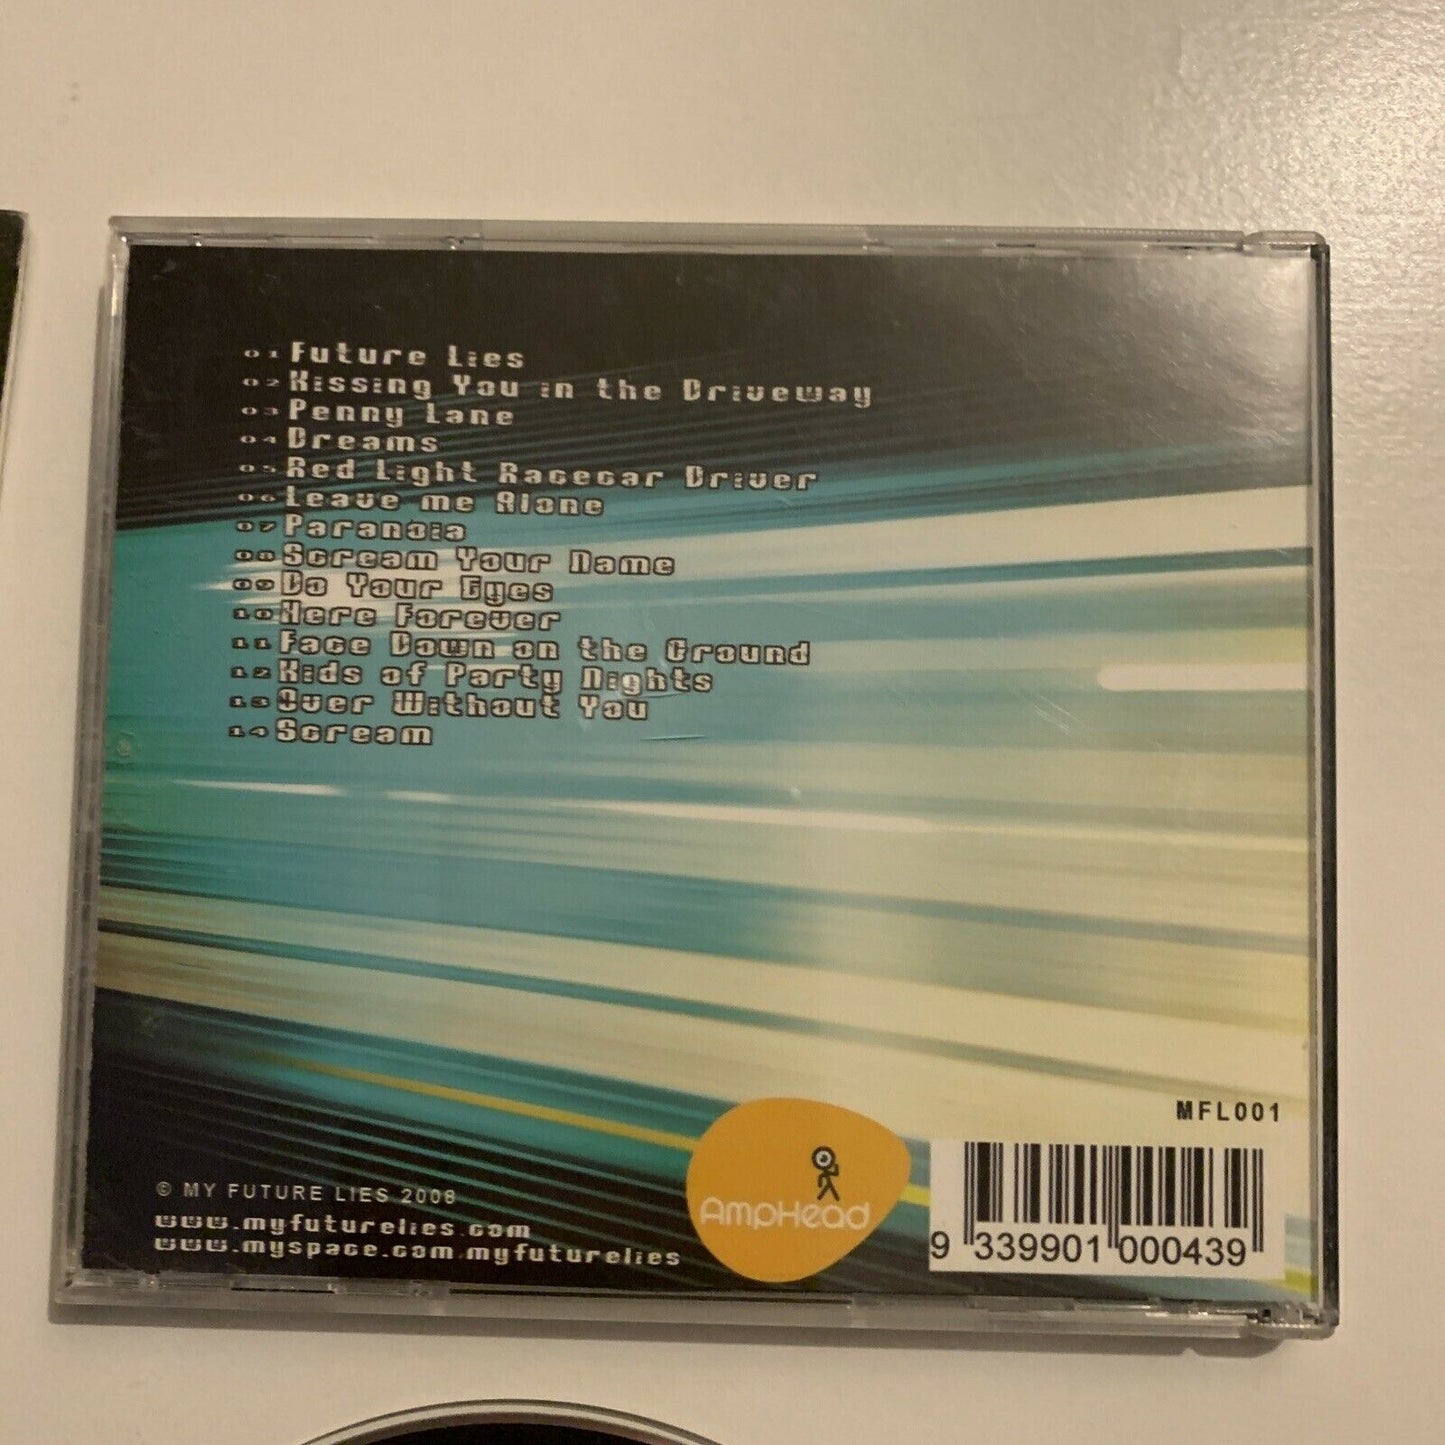 01 Future Lies
02 Kissing You in the Driveway
03 Penny Lane
04 Dreams
05 Red Light Racecar Driver
06 Leave me Alone
07 Paranoia
08 Scream Your Name
09 Do Your Eyes
10 Here Forever
11 Face Down on the Ground
12 Kids of Party Nights
13 Over Without You
14 Scream
MFL001
© MY FUTURE LIES 2008
www.myfuturelies.com
www.myspace.com/myfuturelies
AmpHead
9 339901 000439